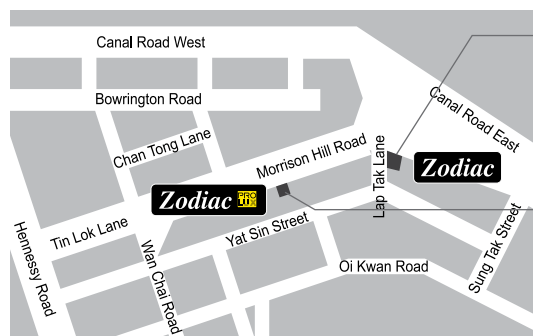 Canal Road West
Bowrington Road
Canal Road East
Chan Tong Lane
Morrison Hill Road
Lap Tak Lane
Zodiac
Zodiac PRO LUX
Tin Lok Lane
Yat Sin Street
Hennessy Road
Wan Chai Road
Oi Kwan Road
Sung Tak Street